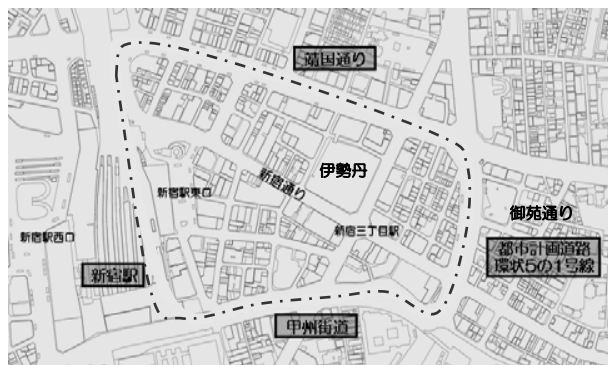 靖国通り
伊勢丹
新宿通り
新宿駅東口
御苑通り
新宿三丁目駅
新宿駅西口
都市計画道路
環状5の1号線
新宿駅
甲州街道